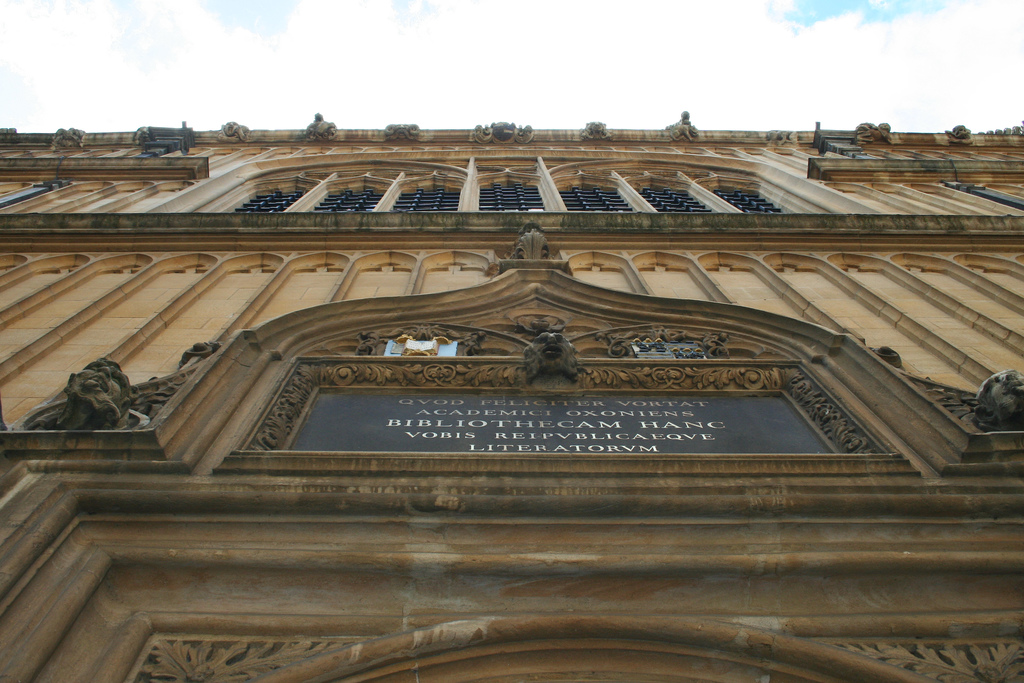 QVOD FELICITER VORTAT
ACADEMICI OXONIENS
BIBLIOTHECAM HANC
VOBIS REIPVBLICAEQVE
LITERATORVM